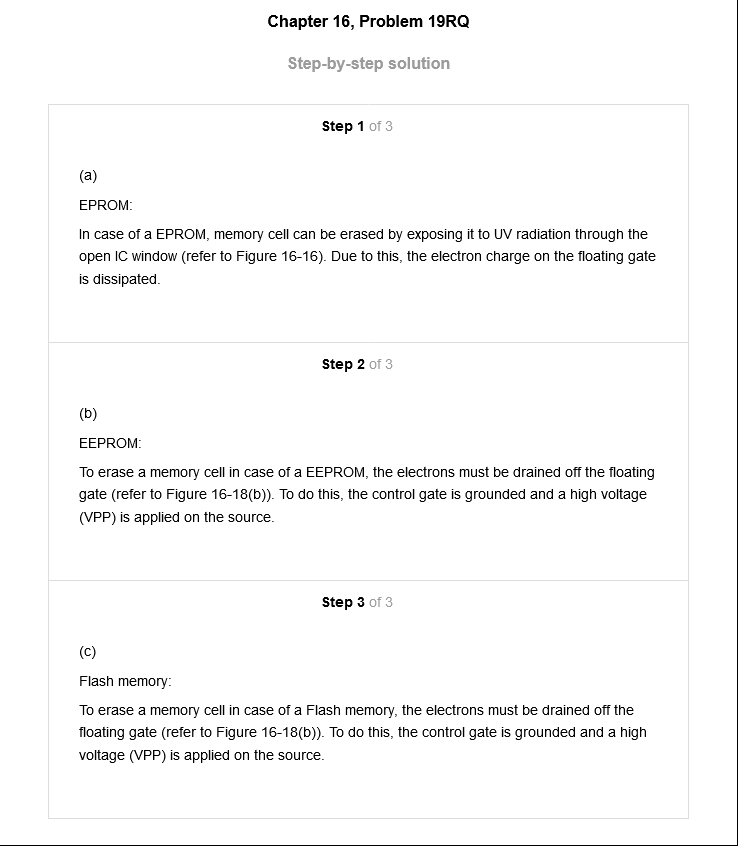 Chapter 16, Problem 19RQ
Step-by-step solution
Step 1 of 3
(a)
EPROM:
In case of a EPROM, memory cell can be erased by exposing it to UV radiation through the
open IC window (refer to Figure 16-16). Due to this, the electron charge on the floating gate
is dissipated.
Step 2 of 3
(b)
EEPROM:
To erase a memory cell in case of a EEPROM, the electrons must be drained off the floating
gate (refer to Figure 16-18(b)). To do this, the control gate is grounded and a high voltage
(VPP) is applied on the source.
Step 3 of 3
(c)
Flash memory:
To erase a memory cell in case of a Flash memory, the electrons must be drained off the
floating gate (refer to Figure 16-18(b)). To do this, the control gate is grounded and a high
voltage (VPP) is applied on the source.